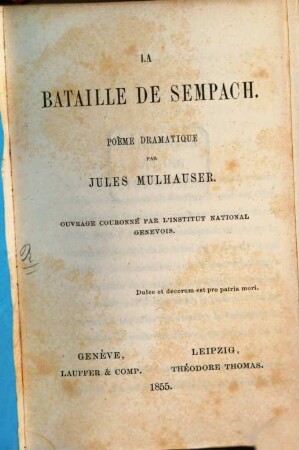 LA
BATAILLE DE SEMPACH.
POÈME DRAMATIQUE
PAR
JULES MULHAUSER.
OUVRAGE COURONNÉ PAR L'INSTITUT NATIONAL
GENEVOIS.
Dulce et decorum est pro patria mori.
GENÈVE,
LAUFFER & COMP.
LEIPZIG,
THÉODORE THOMAS.
1855.